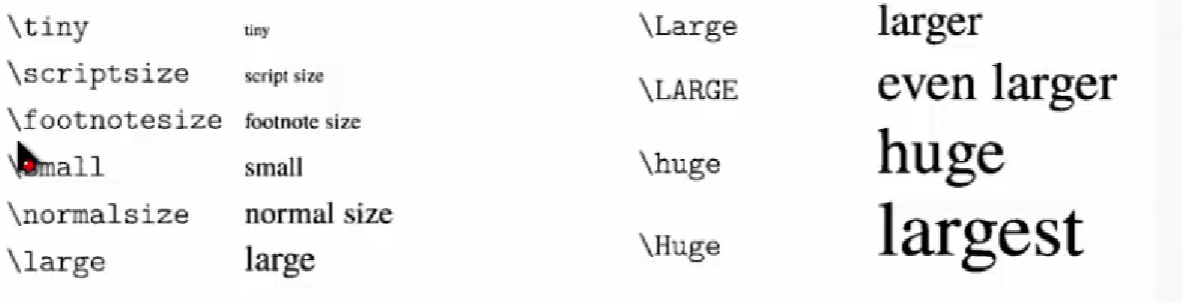 \tiny tiny
\scriptsize script size
\footnotesize footnote size
\small small
\normalsize normal size
\large large
\Large larger
\LARGE even larger
\huge huge
\Huge largest